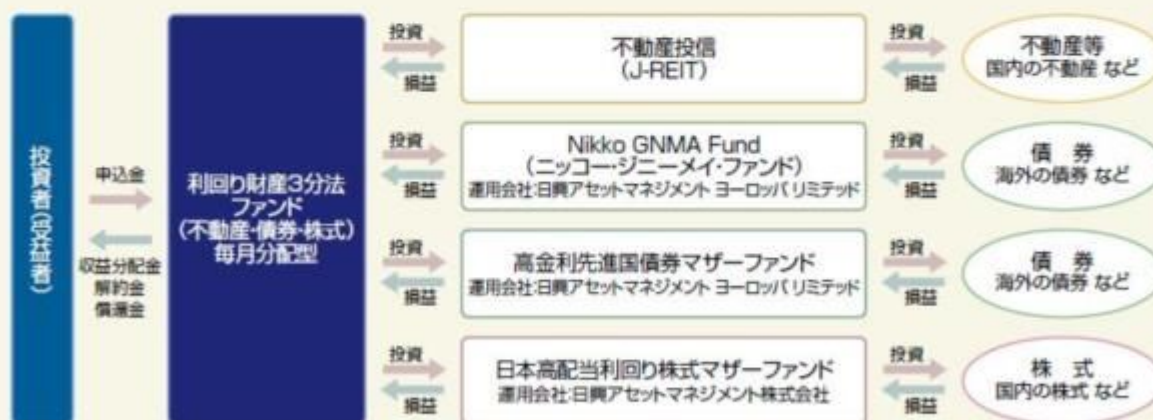 投資者(受益者)
申込金
収益分配金
解約金
償還金
利回り財産3分法
ファンド
(不動産・債券・株式)
毎月分配型
投資
損益
不動産投信
(J-REIT)
投資
損益
不動産等
国内の不動産 など
投資
損益
Nikko GNMA Fund
(ニッコー・ジニーメイ・ファンド)
運用会社:日興アセットマネジメント ヨーロッパ リミテッド
投資
損益
債 券
海外の債券 など
投資
損益
高金利先進国債券マザーファンド
運用会社:日興アセットマネジメント ヨーロッパ リミテッド
投資
損益
債 券
海外の債券 など
投資
損益
日本高配当利回り株式マザーファンド
運用会社:日興アセットマネジメント株式会社
投資
損益
株 式
国内の株式 など